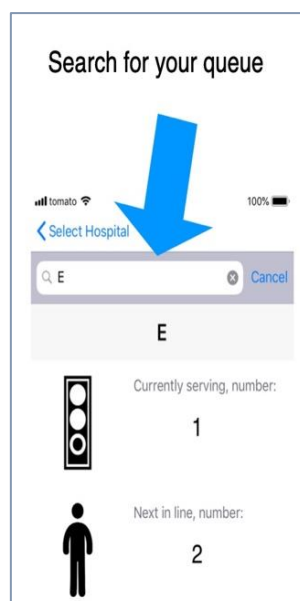 Search for your queue
tomato 100%
Select Hospital
E Cancel
E
Currently serving, number:
1
Next in line, number:
2